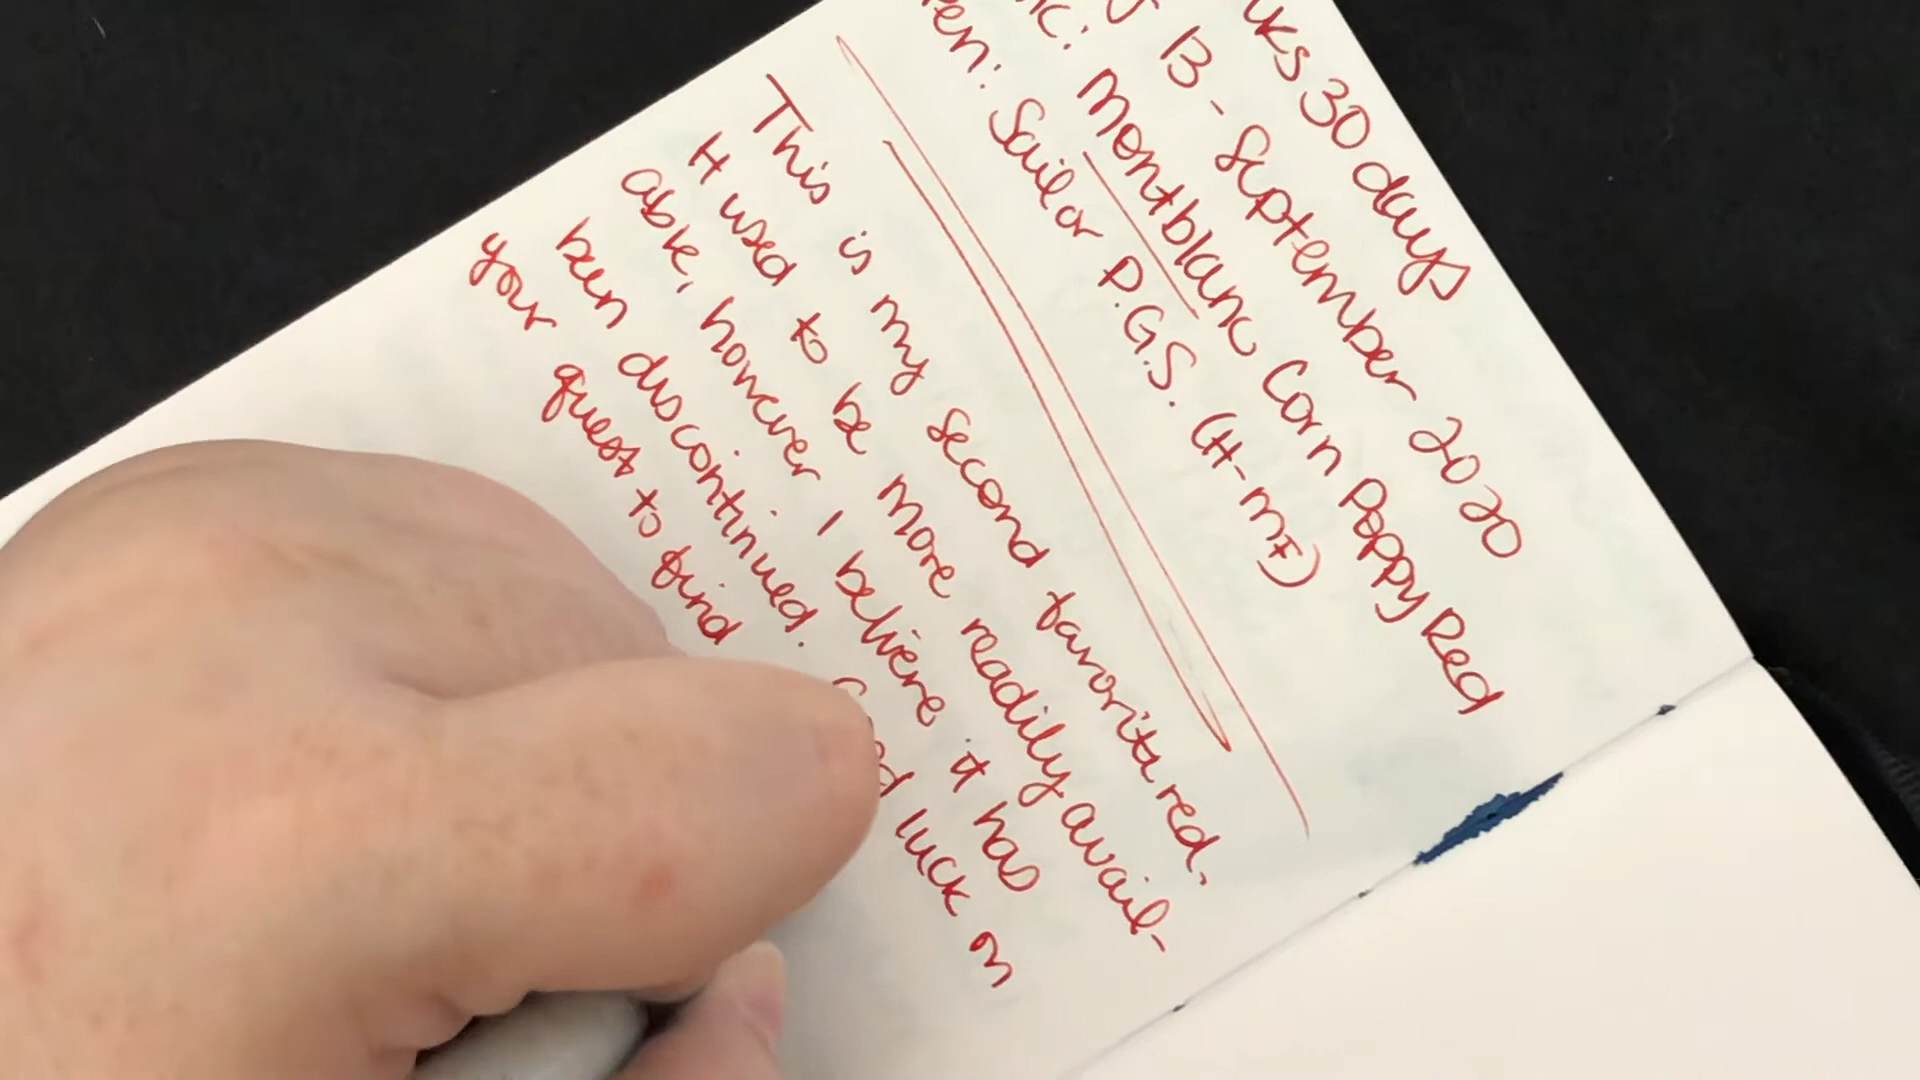 30 days
13 - September 2020
Montblanc Corn Poppy Red
Sailor P.G.S. (H-MF)
This is my second favorite red.
It used to be more readily avail-
able, however I believe it has
been discontinued. luck on
your quest to find